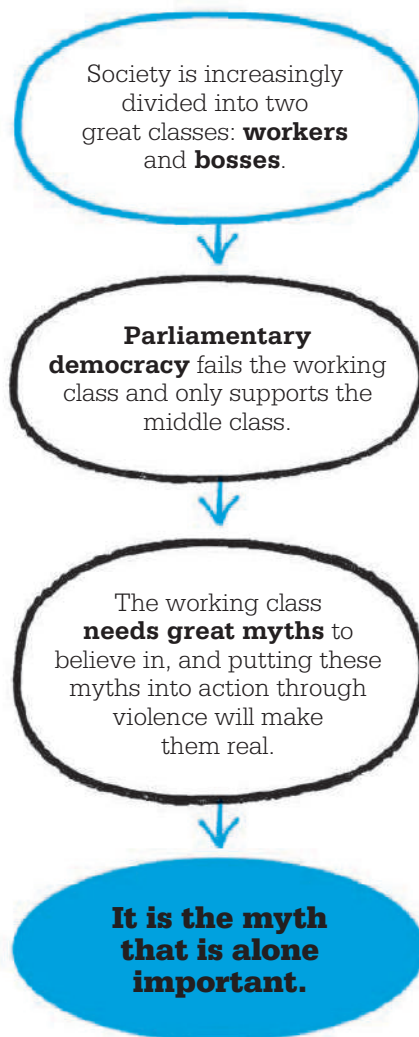 Society is increasingly
divided into two
great classes: workers
and bosses.
Parliamentary
democracy fails the working
class and only supports the
middle class.
The working class
needs great myths to
believe in, and putting these
myths into action through
violence will make
them real.
It is the myth
that is alone
important.